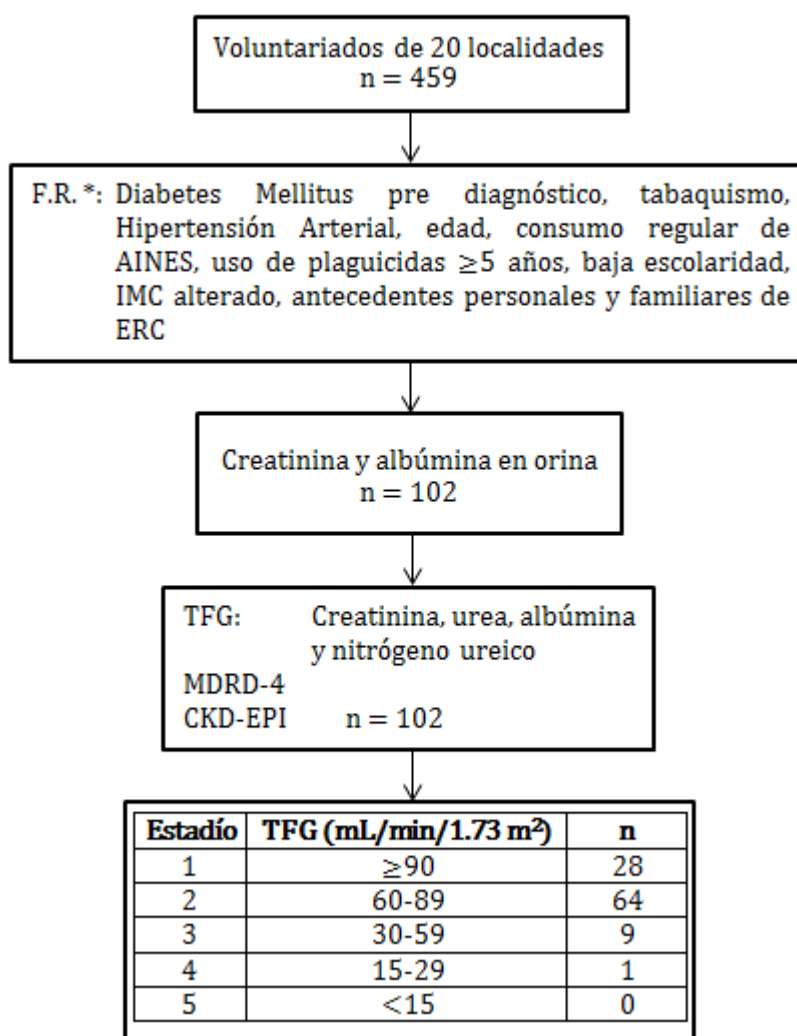 Voluntariados de 20 localidades
n = 459
F.R. *: Diabetes Mellitus pre diagnóstico, tabaquismo,
Hipertensión Arterial, edad, consumo regular de
AINES, uso de plaguicidas ≥5 años, baja escolaridad,
IMC alterado, antecedentes personales y familiares de
ERC
Creatinina y albúmina en orina
n = 102
TFG: Creatinina, urea, albúmina
y nitrógeno ureico
MDRD-4
CKD-EPI n = 102
Estadío TFG (mL/min/1.73 m²) n
1 ≥90 28
2 60-89 64
3 30-59 9
4 15-29 1
5 <15 0